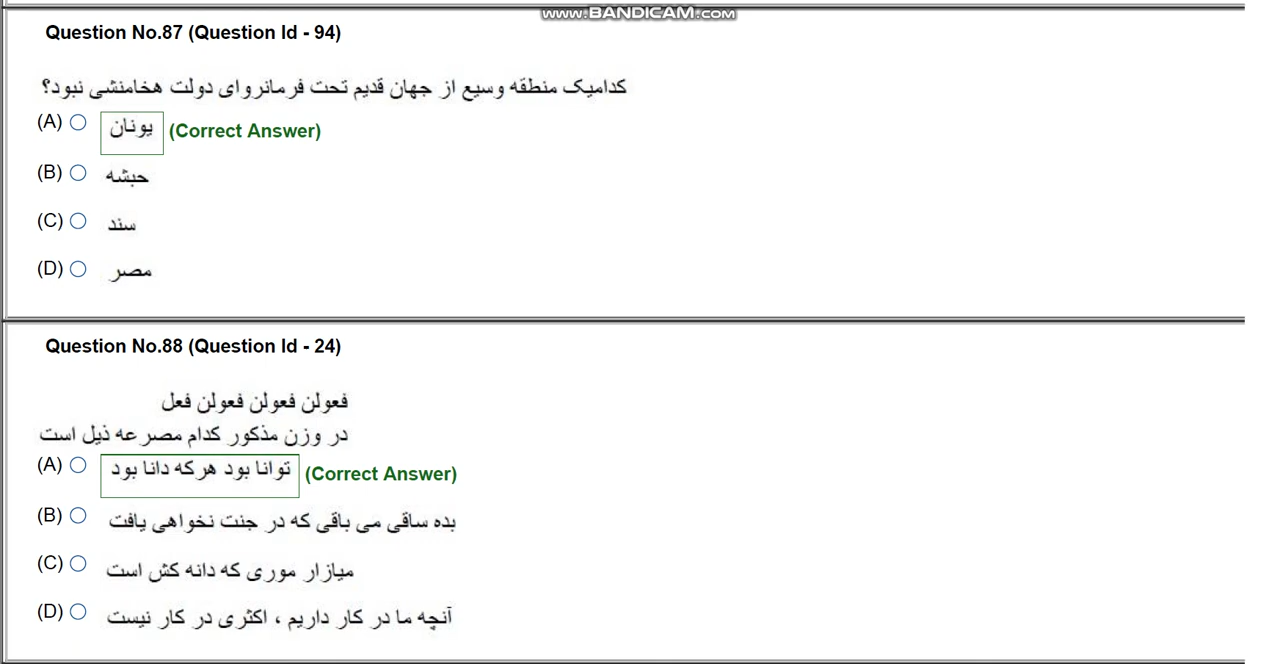 www.BANDICAM.com
Question No.87 (Question Id - 94)
کدامیک منطقه وسیع از جهان قدیم تحت فرمانروای دولت هخامنشی نبود؟
(A) یونان (Correct Answer)
(B) حبشه
(C) سند
(D) مصر
Question No.88 (Question Id - 24)
فعولن فعولن فعولن فعل
در وزن مذکور کدام مصرعه ذیل است
(A) توانا بود هرکه دانا بود (Correct Answer)
(B) بده ساقی می باقی که در جنت نخواهی یافت
(C) میازار موری که دانه کش است
(D) آنچه ما در کار داریم ، اکثری در کار نیست